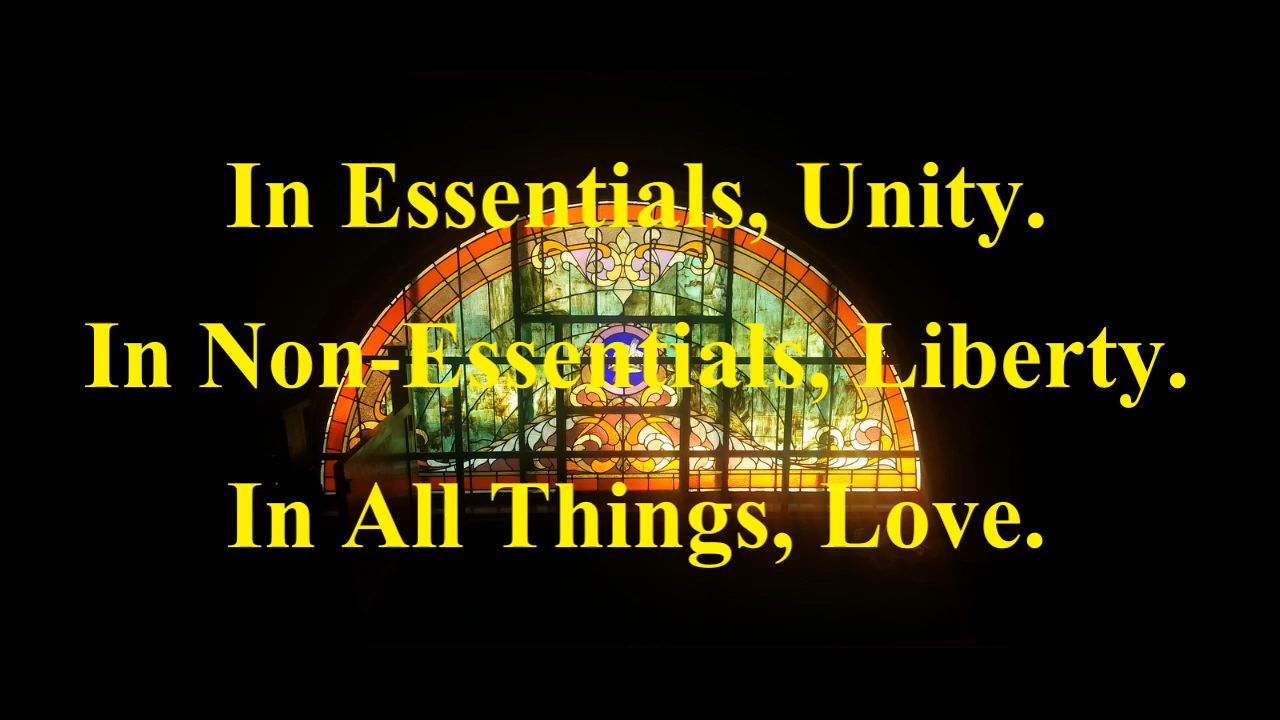 In Essentials, Unity.
In Non-Essentials, Liberty.
In All Things, Love.